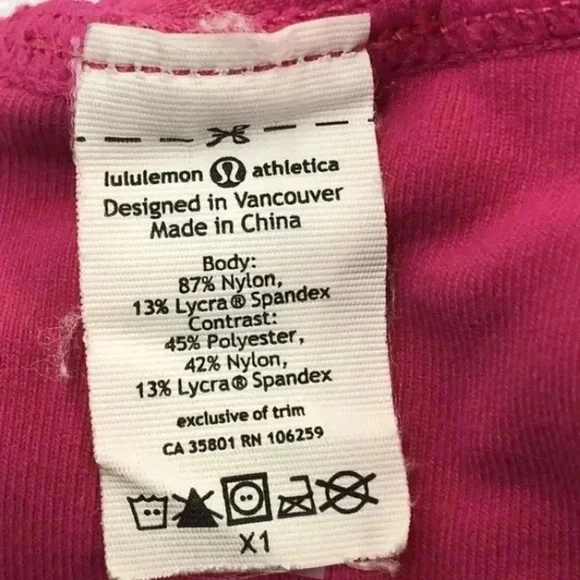 lululemon athletica
Designed in Vancouver
Made in China
Body:
87% Nylon,
13% Lycra® Spandex
Contrast:
45% Polyester,
42% Nylon,
13% Lycra® Spandex
exclusive of trim
CA 35801 RN 106259
X1